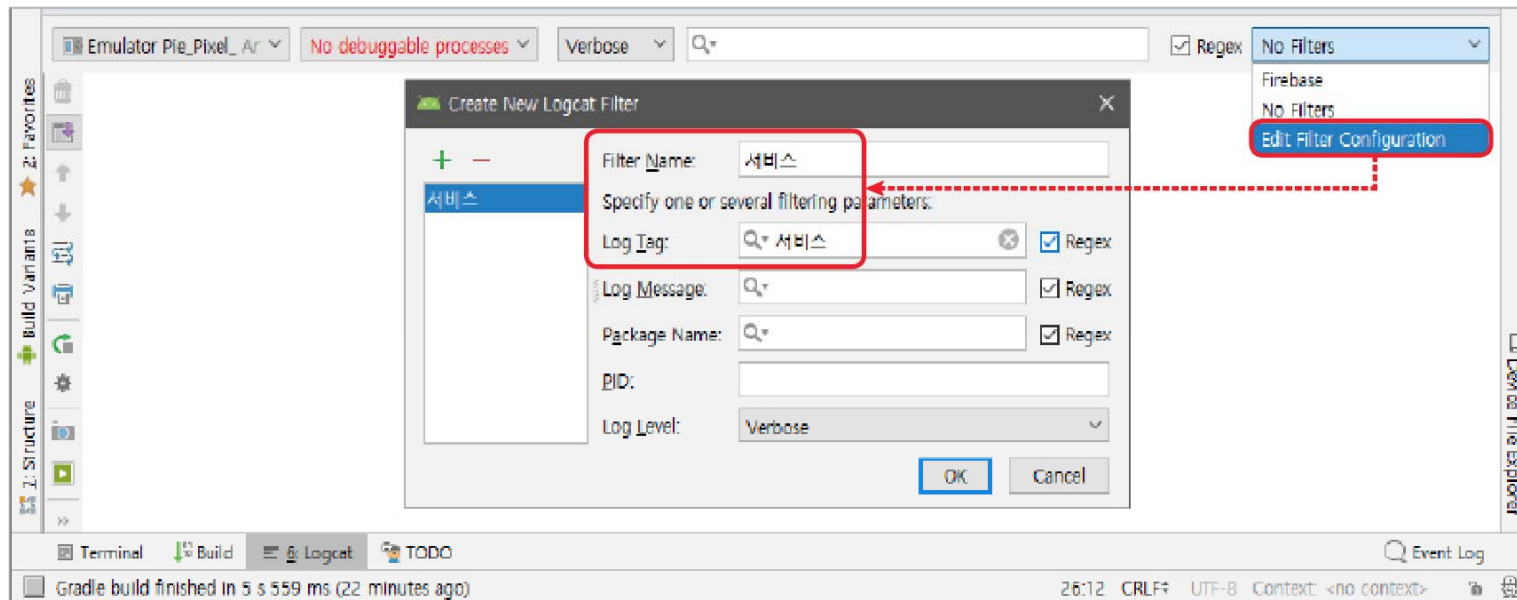 Emulator Pie_Pixel_ Ar
No debuggable processes
Verbose
Regex
No Filters
Firebase
No Filters
Edit Filter Configuration
2: Favorites
Build Variants
7: Structure
Create New Logcat Filter
서비스
Filter Name: 서비스
Specify one or several filtering parameters:
Log Tag: 서비스 Regex
Log Message: Regex
Package Name: Regex
PID:
Log Level: Verbose
OK Cancel
Device File Explorer
Terminal Build 6: Logcat TODO Event Log
Gradle build finished in 5 s 559 ms (22 minutes ago) 26:12 CRLF UTF-8 Context: <no context>